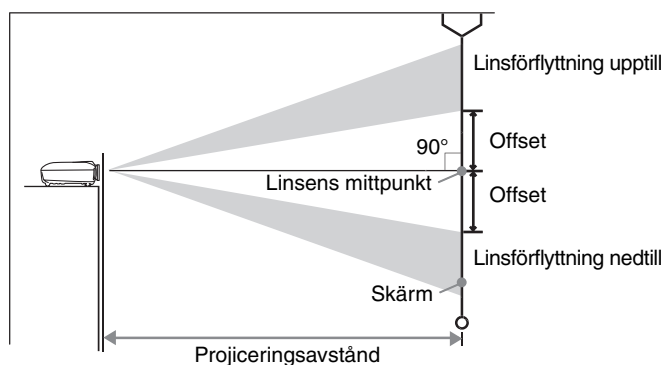 Linsförflyttning upptill
Offset
90°
Linsens mittpunkt
Offset
Linsförflyttning nedtill
Skärm
Projiceringsavstånd